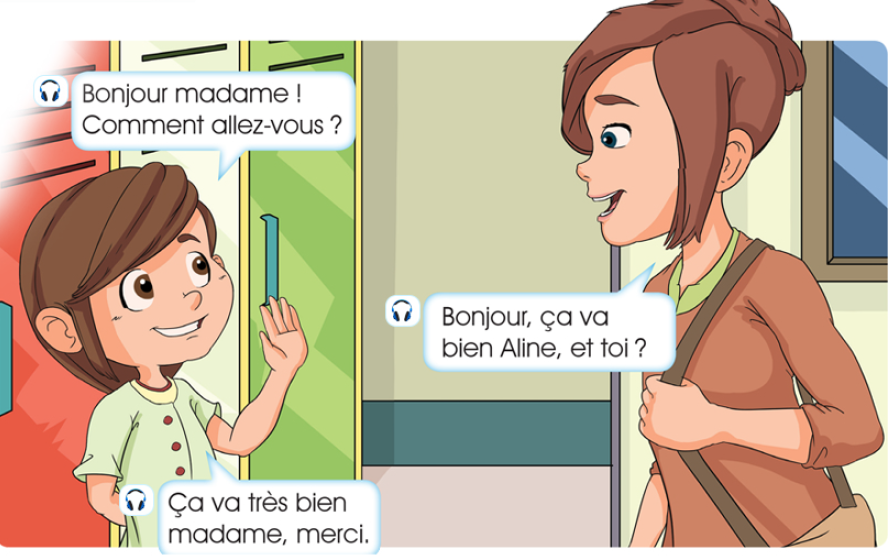 Bonjour madame !
Comment allez-vous ?
Bonjour, ça va
bien Aline, et toi ?
Ça va très bien
madame, merci.